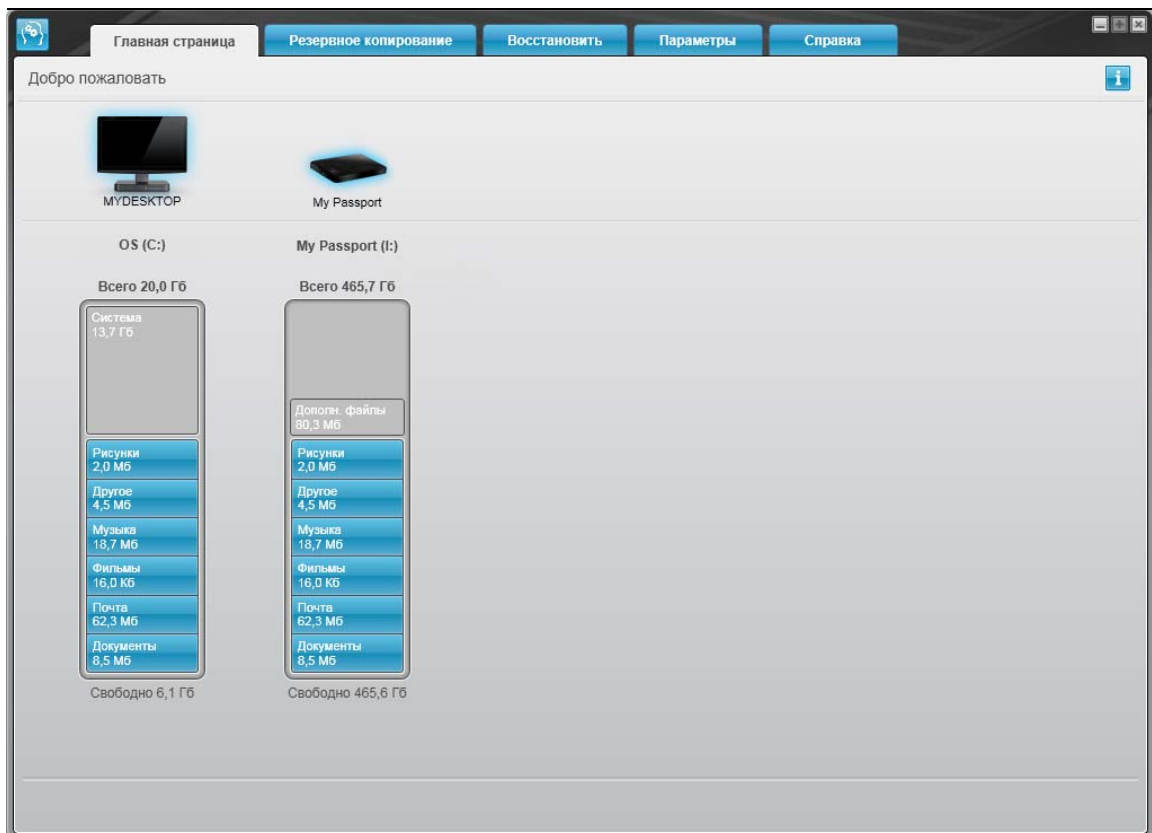 Главная страница
Резервное копирование
Восстановить
Параметры
Справка
Добро пожаловать
i
MYDESKTOP
My Passport
OS (C:)
My Passport (I:)
Всего 20,0 Гб
Всего 465,7 Гб
Система
13,7 Гб
Рисунки
2,0 Мб
Другое
4,5 Мб
Музыка
18,7 Мб
Фильмы
16,0 Кб
Почта
62,3 Мб
Документы
8,5 Мб
Свободно 6,1 Гб
Дополн. файлы
80,3 Мб
Рисунки
2,0 Мб
Другое
4,5 Мб
Музыка
18,7 Мб
Фильмы
16,0 Кб
Почта
62,3 Мб
Документы
8,5 Мб
Свободно 465,6 Гб